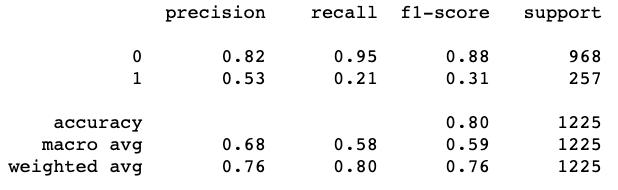 precision recall f1-score support
0 0.82 0.95 0.88 968
1 0.53 0.21 0.31 257
accuracy 0.80 1225
macro avg 0.68 0.58 0.59 1225
weighted avg 0.76 0.80 0.76 1225